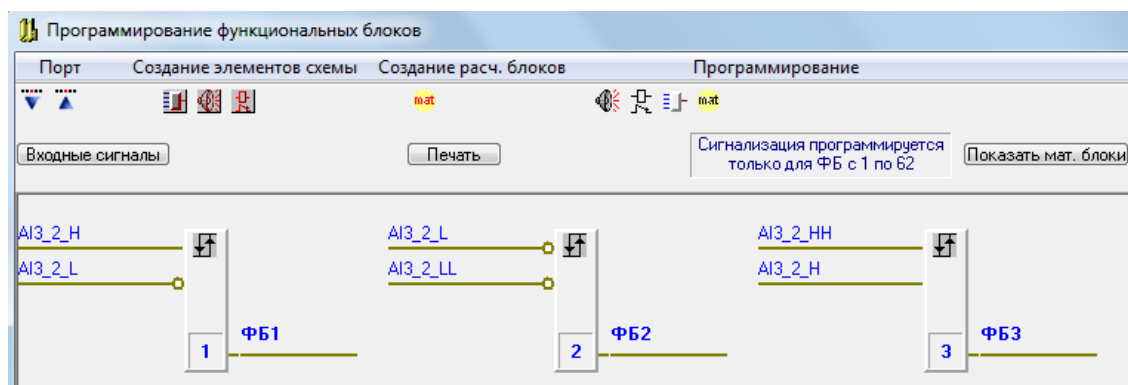 Программирование функциональных блоков
Порт Создание элементов схемы Создание расч. блоков Программирование
mat mat
Входные сигналы Печать Сигнализация программируется только для ФБ с 1 по 62 Показать мат. блоки
AI3_2_H AI3_2_L AI3_2_HH
AI3_2_L AI3_2_LL AI3_2_H
ФБ1 ФБ2 ФБ3
1 2 3